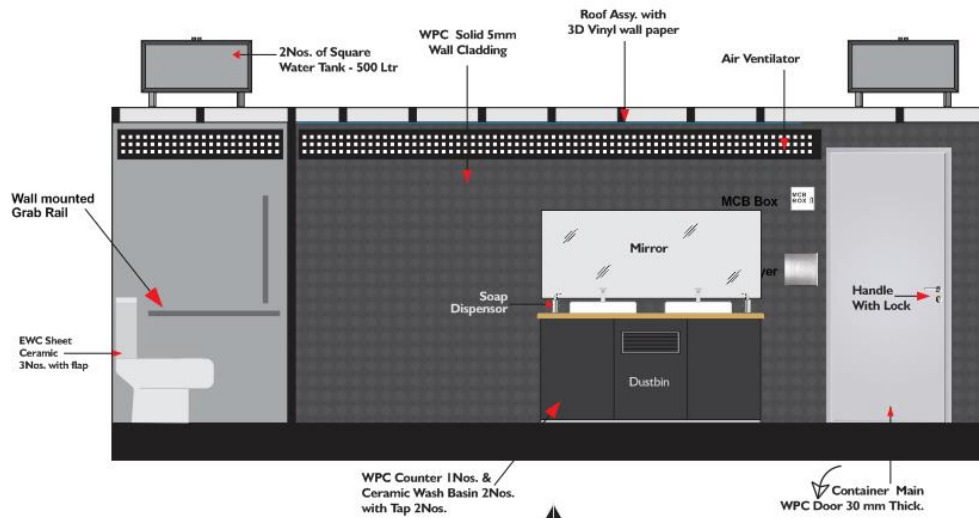 Roof Assy. with
3D Vinyl wall paper
WPC Solid 5mm
Wall Cladding
2Nos. of Square
Water Tank - 500 Ltr
Air Ventilator
Wall mounted
Grab Rail
MCB Box
MCB
BOX
Mirror
Soap
Dispensor
Handle
With Lock
EWC Sheet
Ceramic
3Nos. with flap
Dustbin
WPC Counter 1Nos. &
Ceramic Wash Basin 2Nos.
with Tap 2Nos.
Container Main
WPC Door 30 mm Thick.